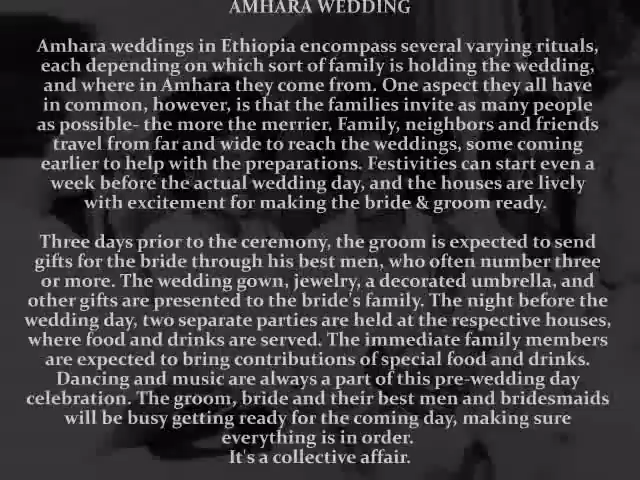 AMHARA WEDDING
Amhara weddings in Ethiopia encompass several varying rituals,
each depending on which sort of family is holding the wedding,
and where in Amhara they come from. One aspect they all have
in common, however, is that the families invite as many people
as possible- the more the merrier. Family, neighbors and friends
travel from far and wide to reach the weddings, some coming
earlier to help with the preparations. Festivities can start even a
week before the actual wedding day, and the houses are lively
with excitement for making the bride & groom ready.
Three days prior to the ceremony, the groom is expected to send
gifts for the bride through his best men, who often number three
or more. The wedding gown, jewelry, a decorated umbrella, and
other gifts are presented to the bride's family. The night before the
wedding day, two separate parties are held at the respective houses,
where food and drinks are served. The immediate family members
are expected to bring contributions of special food and drinks.
Dancing and music are always a part of this pre-wedding day
celebration. The groom, bride and their best men and bridesmaids
will be busy getting ready for the coming day, making sure
everything is in order.
It's a collective affair.